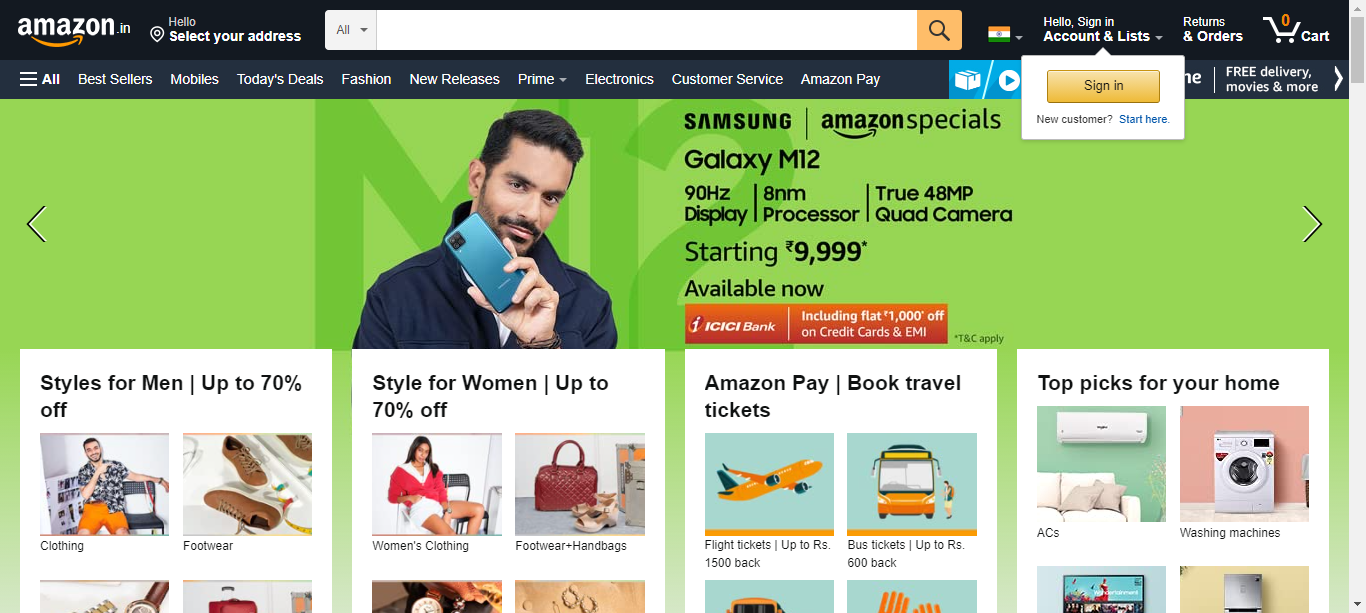 amazon.in
Hello
Select your address
All
Hello, Sign in
Account & Lists
Returns
& Orders
0
Cart
All
Best Sellers
Mobiles
Today's Deals
Fashion
New Releases
Prime
Electronics
Customer Service
Amazon Pay
FREE delivery,
movies & more
Sign in
New customer? Start here.
M12
SAMSUNG | amazonspecials
Galaxy M12
90Hz
Display
8nm
Processor
True 48MP
Quad Camera
Starting ₹9,999*
Available now
ICICI Bank
Including flat ₹1,000* off
on Credit Cards & EMI
*T&C apply
Styles for Men | Up to 70%
off
Clothing
Footwear
Style for Women | Up to
70% off
Women's Clothing
Footwear+Handbags
Amazon Pay | Book travel
tickets
Flight tickets | Up to Rs.
1500 back
Bus tickets | Up to Rs.
600 back
Top picks for your home
ACs
Washing machines